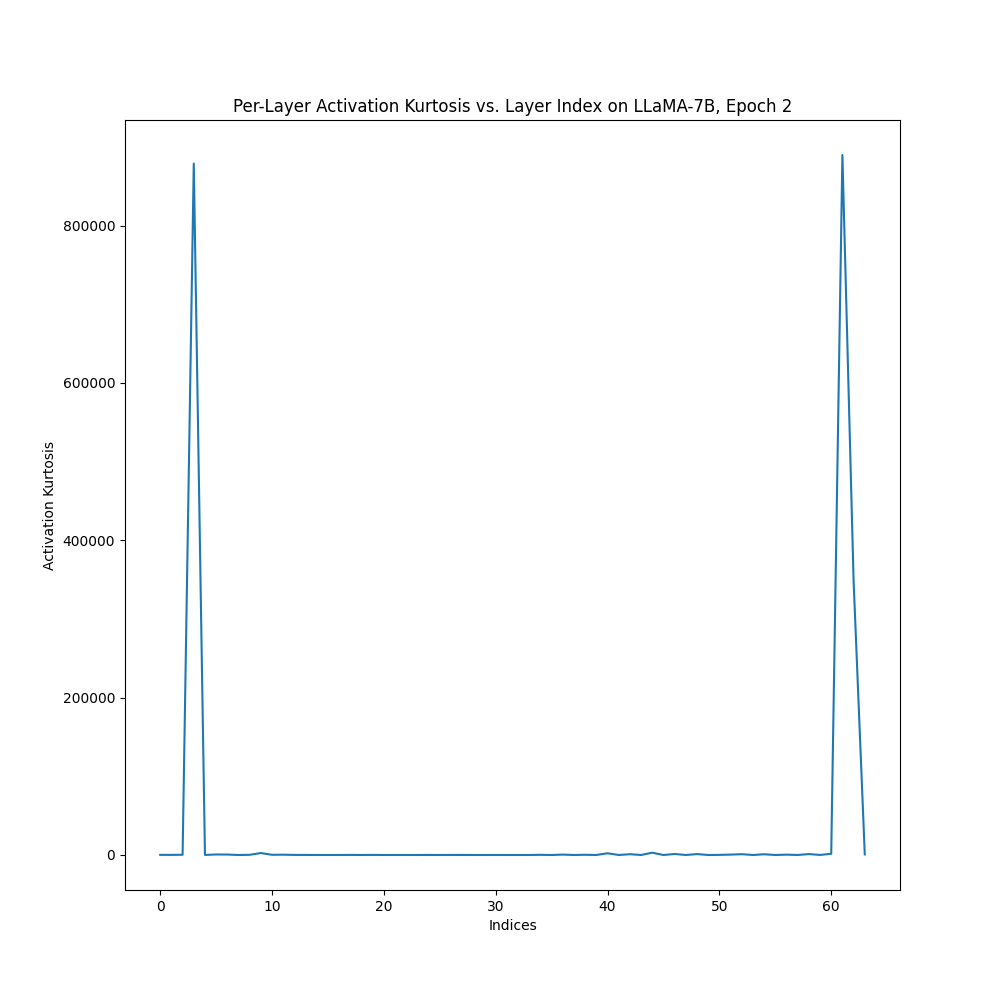 Per-Layer Activation Kurtosis vs. Layer Index on LLaMA-7B, Epoch 2
800000
600000
400000
200000
0
Activation Kurtosis
0 10 20 30 40 50 60
Indices